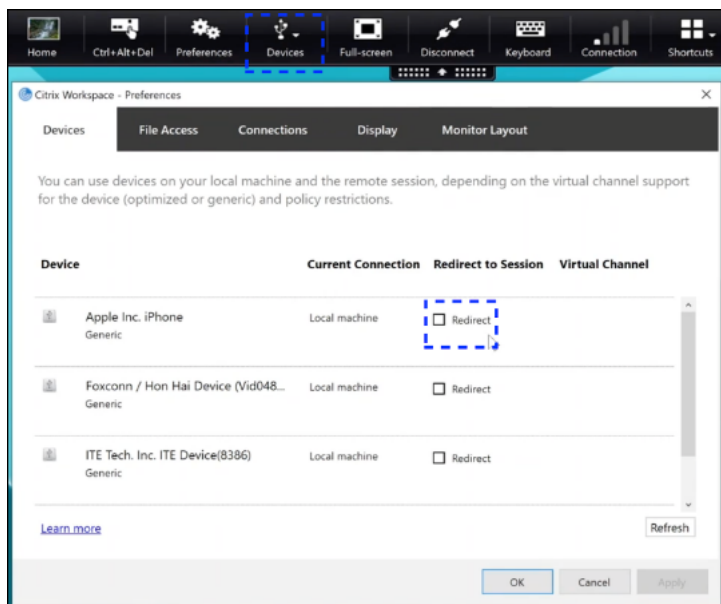 Home Ctrl+Alt+Del Preferences Devices Full-screen Disconnect Keyboard Connection Shortcuts
Citrix Workspace - Preferences
Devices File Access Connections Display Monitor Layout
You can use devices on your local machine and the remote session, depending on the virtual channel support
for the device (optimized or generic) and policy restrictions.
Device Current Connection Redirect to Session Virtual Channel
Apple Inc. iPhone Local machine Redirect
Generic
Foxconn / Hon Hai Device (Vid048... Local machine Redirect
Generic
ITE Tech. Inc. ITE Device(8386) Local machine Redirect
Generic
Learn more Refresh
OK Cancel Apply